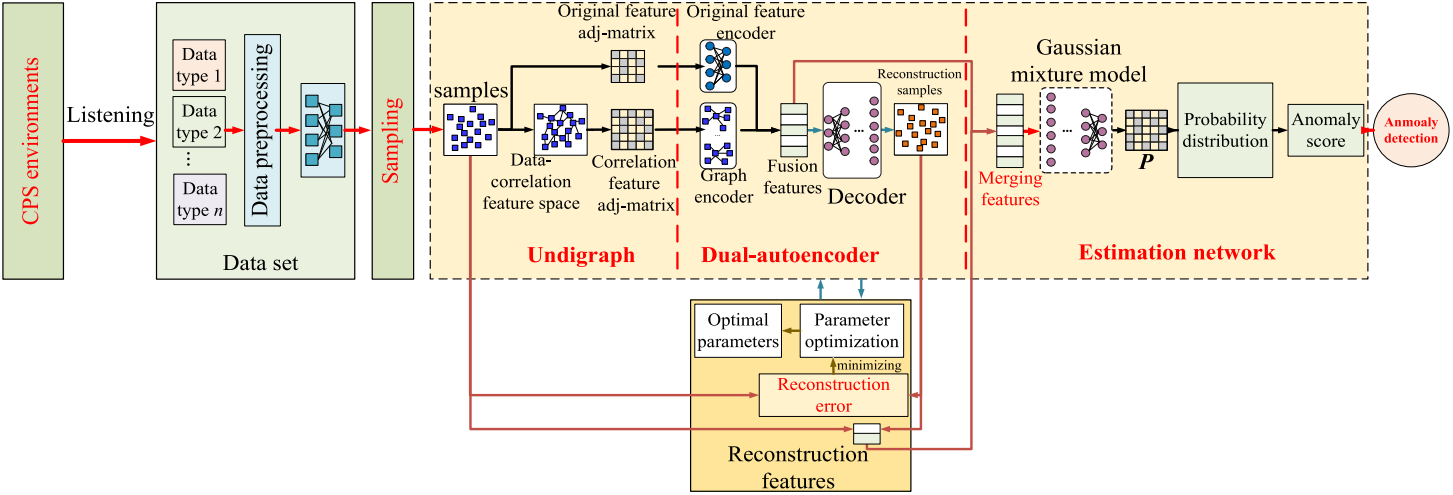 CPS environments
Listening
Data
type 1
Data
type 2
...
Data
type n
Data preprocessing
Data set
Sampling
samples
Original feature
adj-matrix
Data-
correlation
feature space
Correlation
feature
adj-matrix
Undigraph
Original feature
encoder
...
Graph
encoder
Fusion
features
...
Decoder
Reconstruction
samples
Dual-autoencoder
Merging
features
Gaussian
mixture model
...
P
Probability
distribution
Anomaly
score
Estimation network
Anmoaly
detection
Optimal
parameters
Parameter
optimization
minimizing
Reconstruction
error
Reconstruction
features